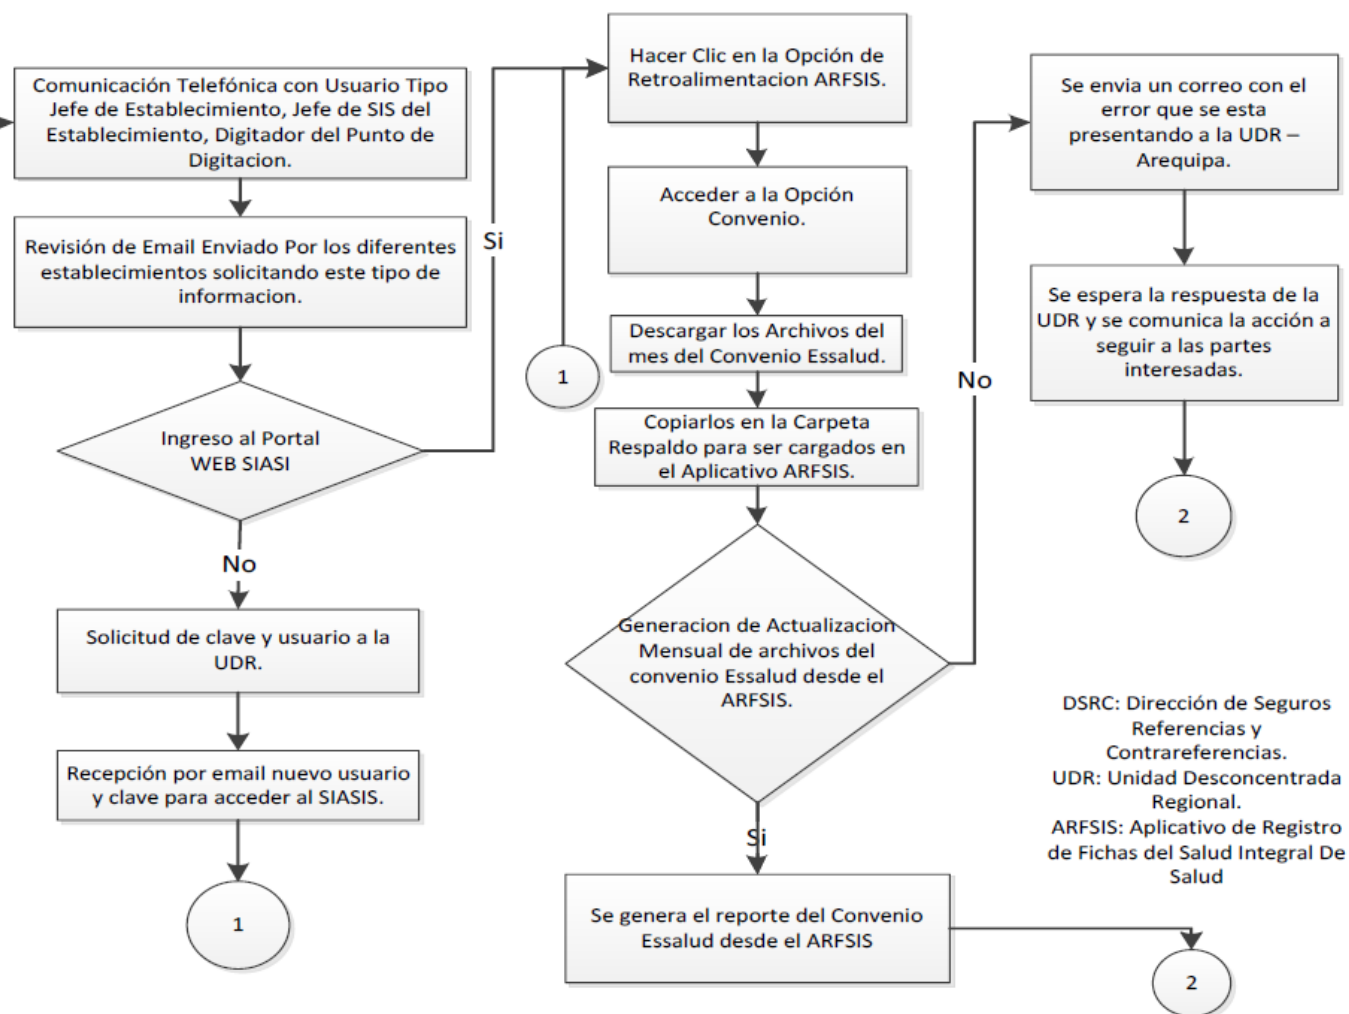 Comunicación Telefónica con Usuario Tipo
Jefe de Establecimiento, Jefe de SIS del
Establecimiento, Digitador del Punto de
Digitacion.
Revisión de Email Enviado Por los diferentes
establecimientos solicitando este tipo de
informacion.
Ingreso al Portal
WEB SIASI
Si
No
Solicitud de clave y usuario a la
UDR.
Recepción por email nuevo usuario
y clave para acceder al SIASIS.
1
Hacer Clic en la Opción de
Retroalimentacion ARFSIS.
Acceder a la Opción
Convenio.
Descargar los Archivos del
mes del Convenio Essalud.
1
Copiarlos en la Carpeta
Respaldo para ser cargados en
el Aplicativo ARFSIS.
Generacion de Actualizacion
Mensual de archivos del
convenio Essalud desde el
ARFSIS.
No
Si
Se genera el reporte del Convenio
Essalud desde el ARFSIS
2
Se envia un correo con el
error que se esta
presentando a la UDR –
Arequipa.
Se espera la respuesta de la
UDR y se comunica la acción a
seguir a las partes
interesadas.
2
DSRC: Dirección de Seguros
Referencias y
Contrareferencias.
UDR: Unidad Desconcentrada
Regional.
ARFSIS: Aplicativo de Registro
de Fichas del Salud Integral De
Salud